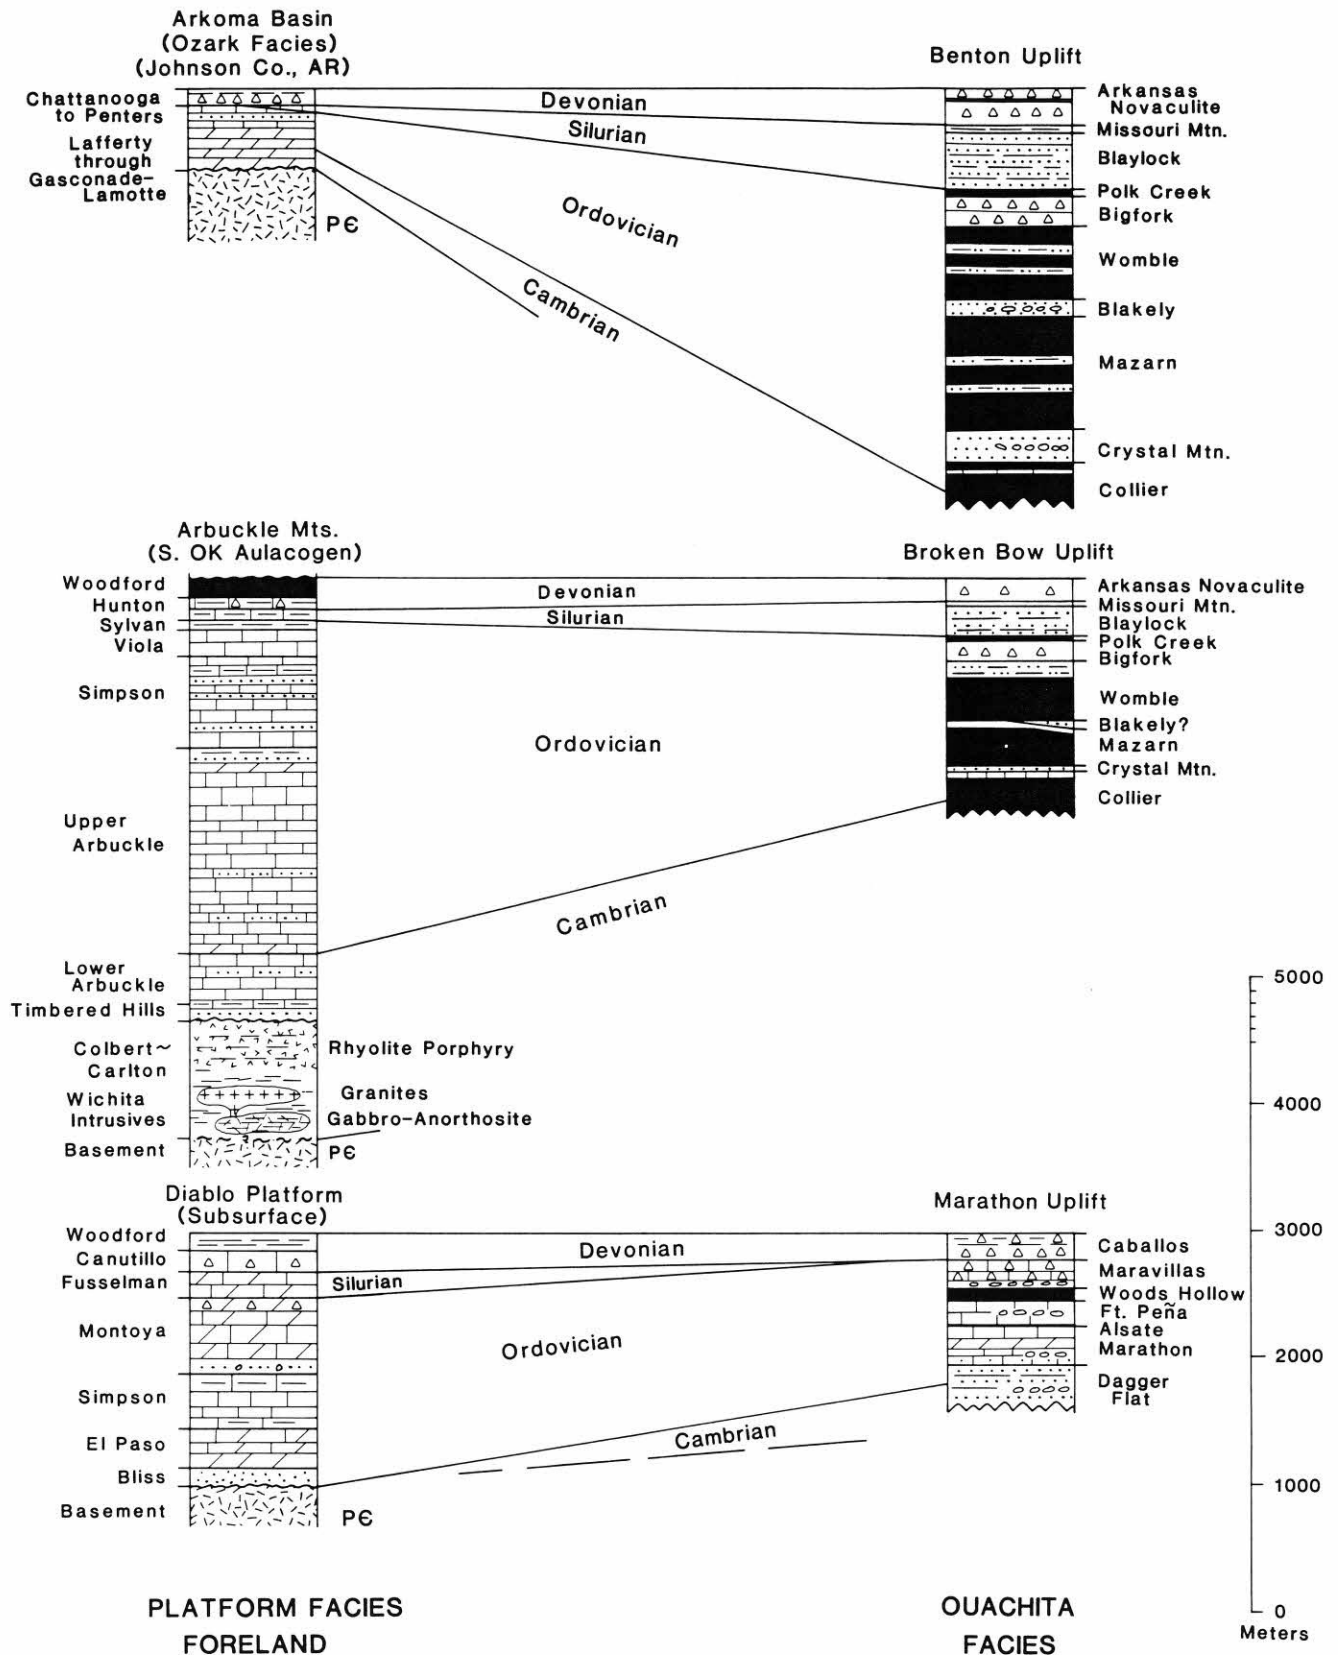 Arkoma Basin
(Ozark Facies)
(Johnson Co., AR)
Benton Uplift
Chattanooga
to Penters
Lafferty
through
Gasconade-
Lamotte
PЄ
Devonian
Silurian
Ordovician
Cambrian
Arkansas
Novaculite
Missouri Mtn.
Blaylock
Polk Creek
Bigfork
Womble
Blakely
Mazarn
Crystal Mtn.
Collier
Arbuckle Mts.
(S. OK Aulacogen)
Broken Bow Uplift
Woodford
Hunton
Sylvan
Viola
Simpson
Upper
Arbuckle
Lower
Arbuckle
Timbered Hills
Colbert~
Carlton
Wichita
Intrusives
Basement
Rhyolite Porphyry
Granites
Gabbro-Anorthosite
?
PЄ
Devonian
Silurian
Ordovician
Cambrian
Arkansas Novaculite
Missouri Mtn.
Blaylock
Polk Creek
Bigfork
Womble
Blakely?
Mazarn
Crystal Mtn.
Collier
Diablo Platform
(Subsurface)
Marathon Uplift
Woodford
Canutillo
Fusselman
Montoya
Simpson
El Paso
Bliss
Basement
PЄ
Devonian
Silurian
Ordovician
Cambrian
Caballos
Maravillas
Woods Hollow
Ft. Peña
Alsate
Marathon
Dagger
Flat
5000
4000
3000
2000
1000
0
Meters
PLATFORM FACIES
FORELAND
OUACHITA
FACIES